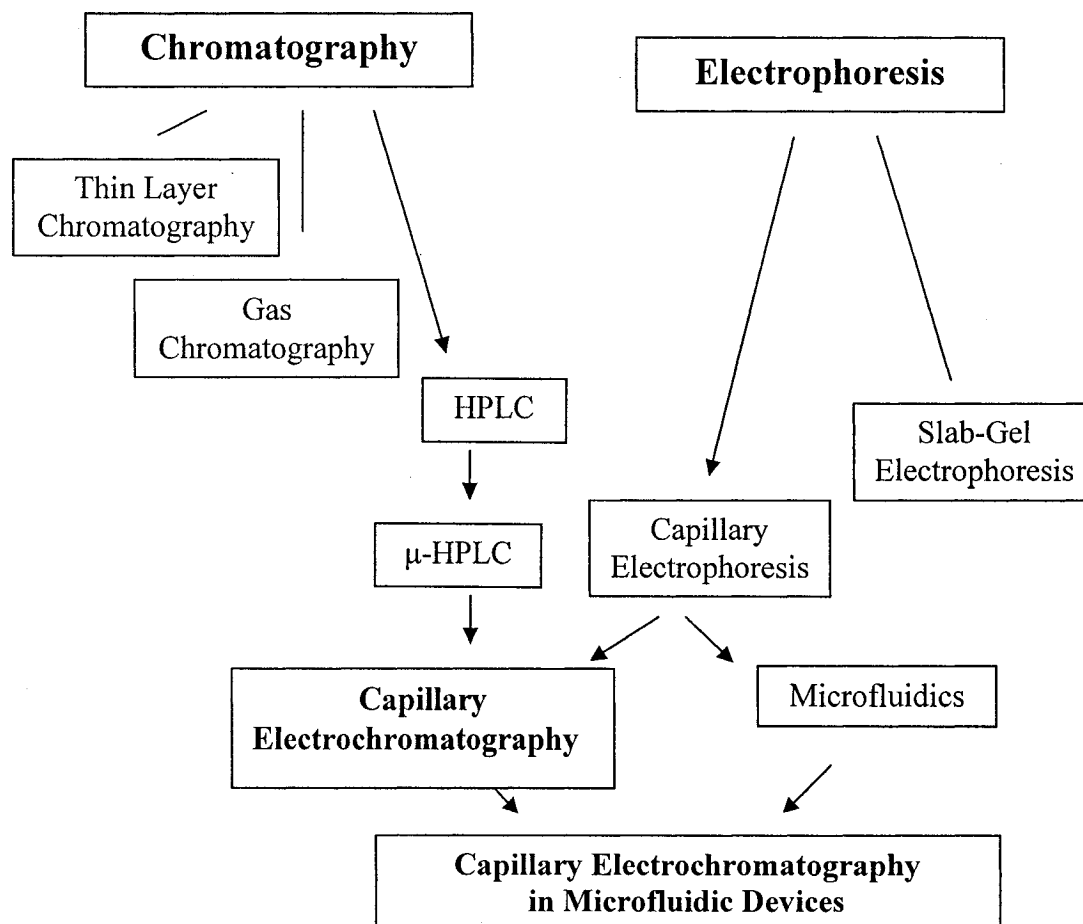 Chromatography
Electrophoresis
Thin Layer
Chromatography
Gas
Chromatography
HPLC
Slab-Gel
Electrophoresis
μ-HPLC
Capillary
Electrophoresis
Capillary
Electrochromatography
Microfluidics
Capillary Electrochromatography
in Microfluidic Devices